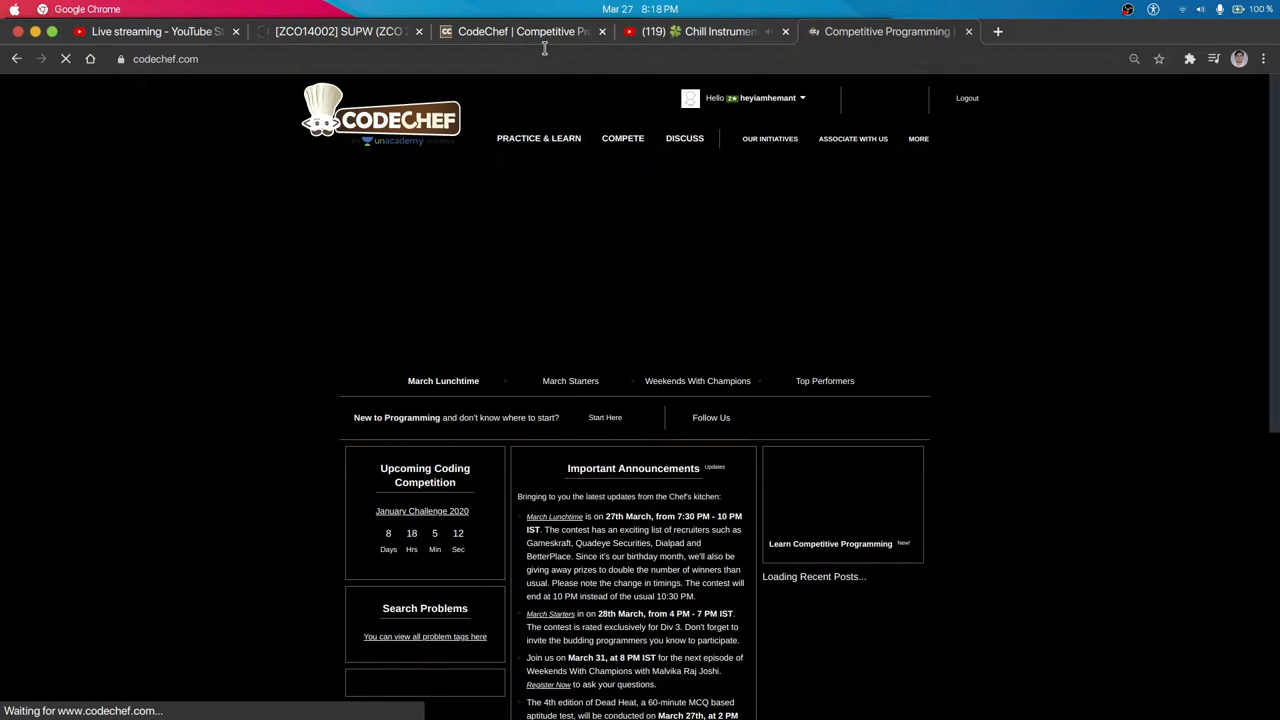 Google Chrome
Mar 27 8:18 PM
100 %
Live streaming - YouTube St
[ZCO14002] SUPW (ZCO
CC CodeChef | Competitive Pro
(119) 🍀 Chill Instrumen
Competitive Programming |
codechef.com
CODECHEF
An unacademy INITIATIVE
Hello 2★ heyiamhemant
Logout
PRACTICE & LEARN
COMPETE
DISCUSS
OUR INITIATIVES
ASSOCIATE WITH US
MORE
March Lunchtime
March Starters
Weekends With Champions
Top Performers
New to Programming and don't know where to start?
Start Here
Follow Us
Upcoming Coding
Competition
January Challenge 2020
8 18 5 12
Days Hrs Min Sec
Search Problems
You can view all problem tags here
Important Announcements Updates
Bringing to you the latest updates from the Chef's kitchen:
March Lunchtime is on 27th March, from 7:30 PM - 10 PM
IST. The contest has an exciting list of recruiters such as
Gameskraft, Quadeye Securities, Dialpad and
BetterPlace. Since it's our birthday month, we'll also be
giving away prizes to double the number of winners than
usual. Please note the change in timings. The contest will
end at 10 PM instead of the usual 10:30 PM.
March Starters in on 28th March, from 4 PM - 7 PM IST.
The contest is rated exclusively for Div 3. Don't forget to
invite the budding programmers you know to participate.
Join us on March 31, at 8 PM IST for the next episode of
Weekends With Champions with Malvika Raj Joshi.
Register Now to ask your questions.
The 4th edition of Dead Heat, a 60-minute MCQ based
aptitude test, will be conducted on March 27th, at 2 PM
Learn Competitive Programming New!
Loading Recent Posts...
Waiting for www.codechef.com...